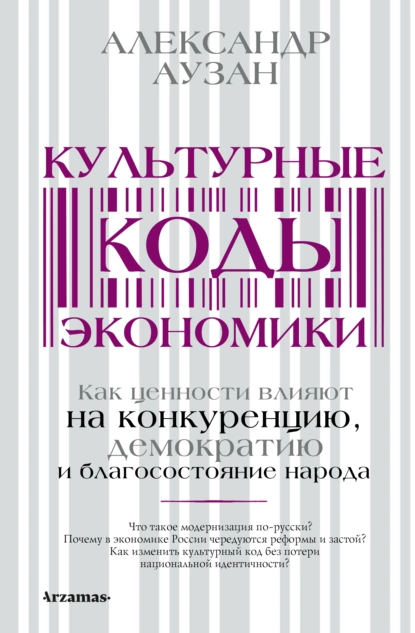 АЛЕКСАНДР
АУЗАН
КУЛЬТУРНЫЕ
КОДЫ
ЭКОНОМИКИ
Как ценности влияют
на конкуренцию,
демократию
и благосостояние народа
Что такое модернизация по-русски?
Почему в экономике России чередуются реформы и застой?
Как изменить культурный код без потери
национальной идентичности?
Arzamas